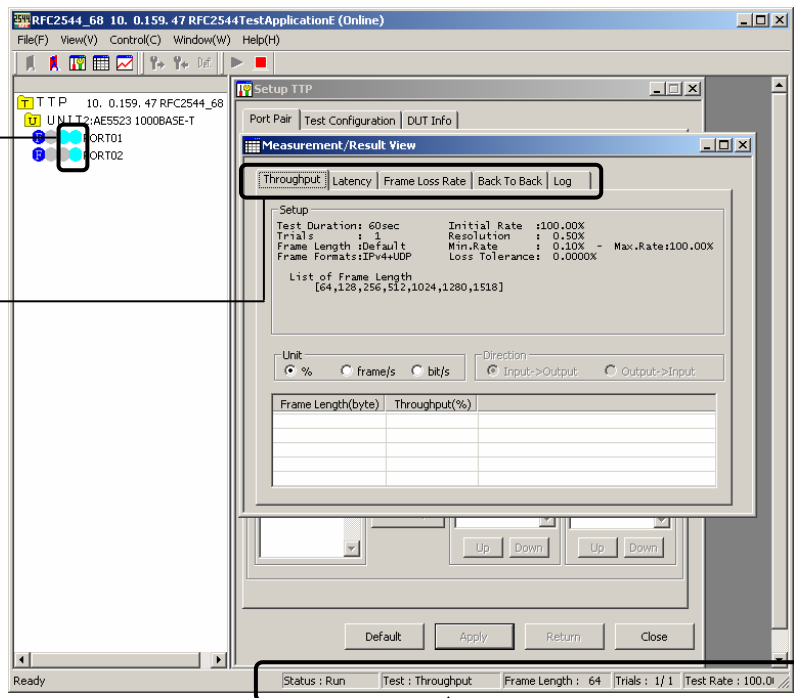 RFC2544_68 10. 0.159. 47 RFC2544TestApplicationE (Online)
File(F) View(V) Control(C) Window(W) Help(H)
Def.
T T T P 10. 0.159. 47 RFC2544_68
U U N I T2:AE5523 1000BASE-T
F PORT01
F PORT02
Setup TTP
Port Pair Test Configuration DUT Info
Measurement/Result View
Throughput Latency Frame Loss Rate Back To Back Log
Setup
Test Duration: 60sec Initial Rate :100.00%
Trials : 1 Resolution : 0.50%
Frame Length :Default Min.Rate : 0.10% - Max.Rate:100.00%
Frame Formats:IPv4+UDP Loss Tolerance: 0.0000%
List of Frame Length
[64,128,256,512,1024,1280,1518]
Unit
% frame/s bit/s
Direction
Input->Output Output->Input
Frame Length(byte) Throughput(%)
Up Down Up Down
Default Apply Return Close
Ready Status : Run Test : Throughput Frame Length : 64 Trials : 1/ 1 Test Rate : 100.0